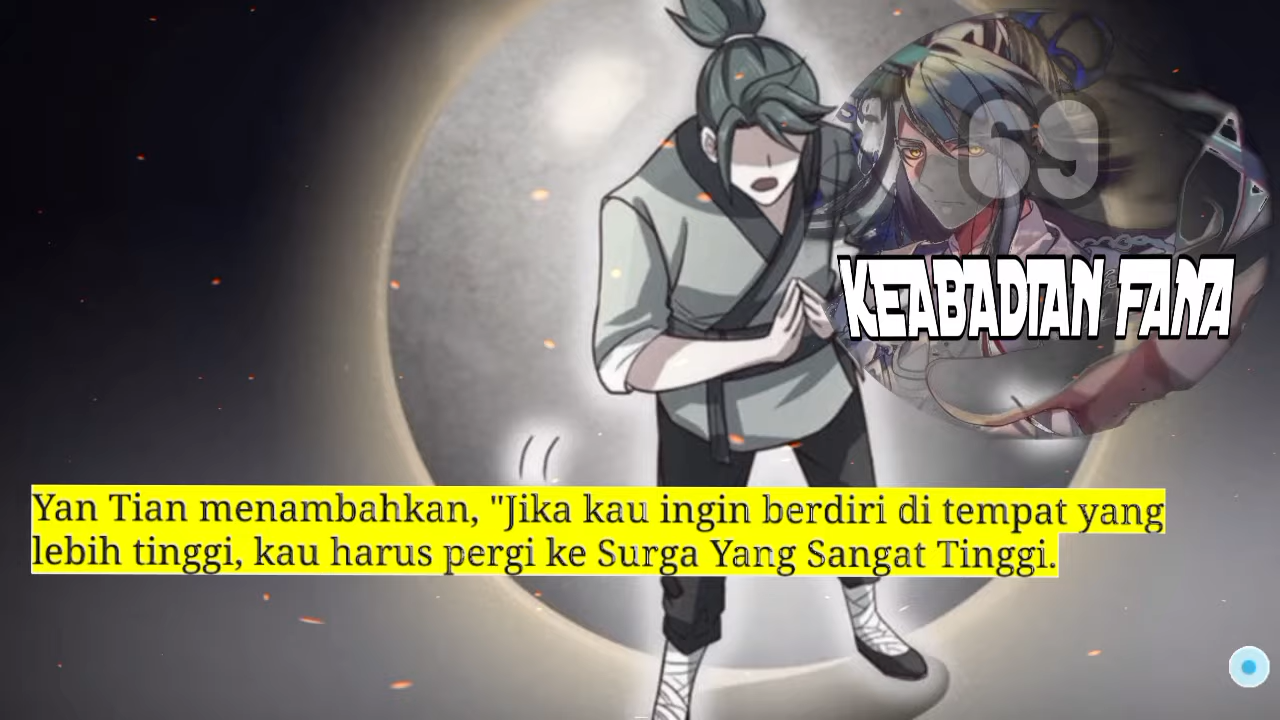 69
KEABADIAN FANA
Yan Tian menambahkan, "Jika kau ingin berdiri di tempat yang
lebih tinggi, kau harus pergi ke Surga Yang Sangat Tinggi.